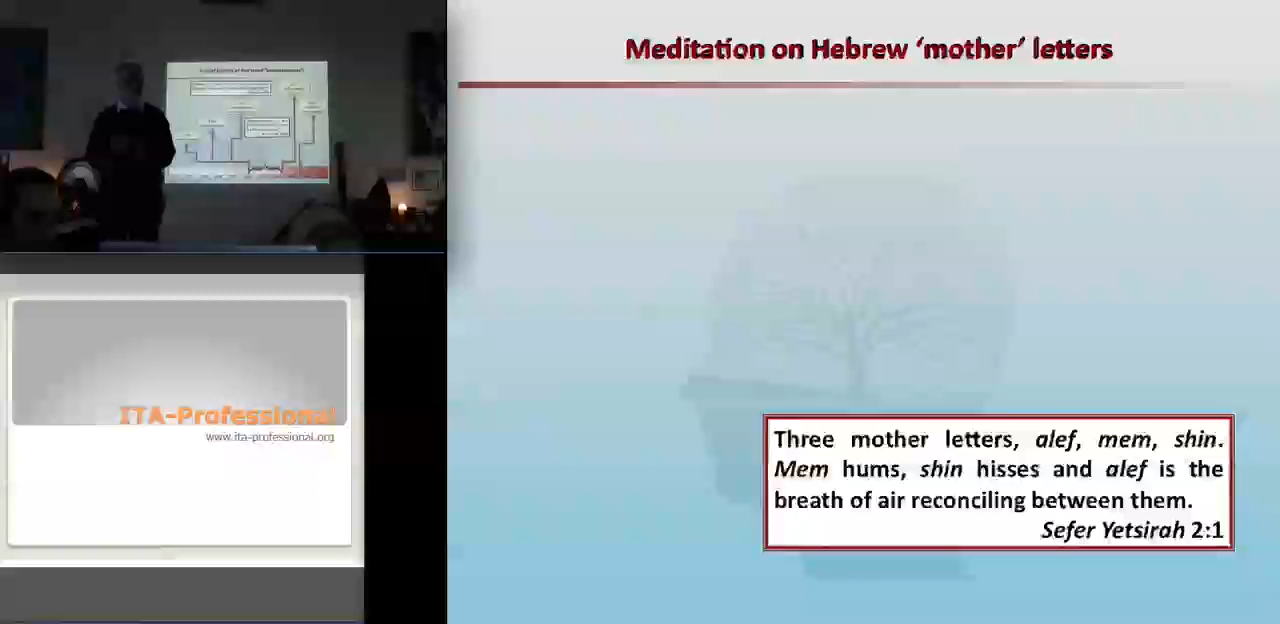 Meditation on Hebrew ‘mother’ letters
ITA-Professional
www.ita-professional.org
Three mother letters, alef, mem, shin.
Mem hums, shin hisses and alef is the
breath of air reconciling between them.
Sefer Yetsirah 2:1